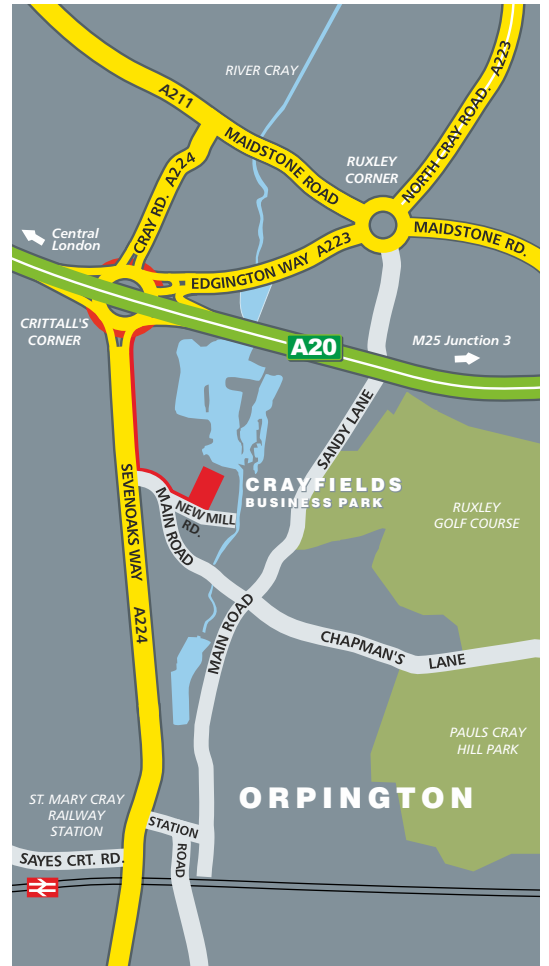 RIVER CRAY
A211
NORTH CRAY ROAD. A223
MAIDSTONE ROAD
RUXLEY
CORNER
CRAY RD. A224
Central
London
EDGINGTON WAY A223
MAIDSTONE RD.
CRITTALL'S
CORNER
A20
M25 Junction 3
SANDY LANE
SEVENOAKS WAY A224
CRAYFIELDS
BUSINESS PARK
NEW MILL
RD.
MAIN ROAD
RUXLEY
GOLF COURSE
MAIN ROAD
CHAPMAN'S LANE
PAULS CRAY
HILL PARK
ORPINGTON
ST. MARY CRAY
RAILWAY
STATION
STATION
ROAD
SAYES CRT. RD.